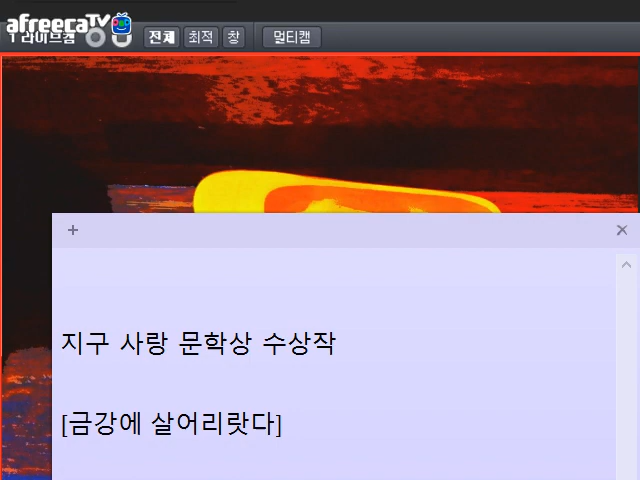 afreecaTV
라이브캠
전체 최적 창 멀티캠
지구 사랑 문학상 수상작
[금강에 살어리랏다]